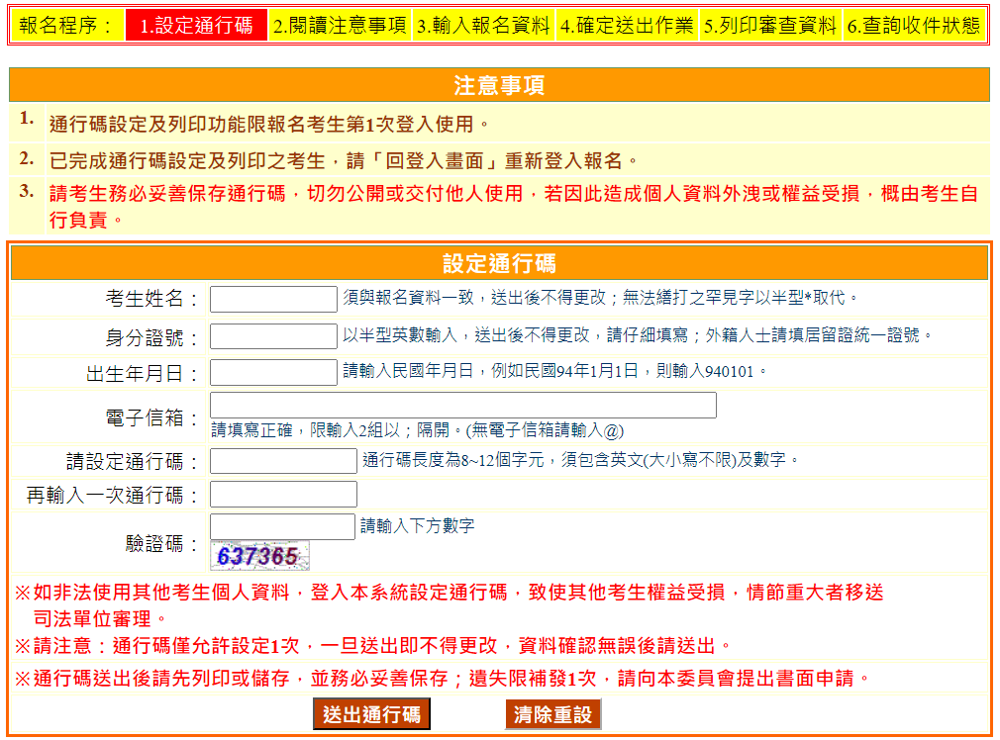 報名程序： 1.設定通行碼 2.閱讀注意事項 3.輸入報名資料 4.確定送出作業 5.列印審查資料 6.查詢收件狀態
注意事項
1. 通行碼設定及列印功能限報名考生第1次登入使用。
2. 已完成通行碼設定及列印之考生，請「回登入畫面」重新登入報名。
3. 請考生務必妥善保存通行碼，切勿公開或交付他人使用，若因此造成個人資料外洩或權益受損，概由考生自
行負責。
設定通行碼
考生姓名： 須與報名資料一致，送出後不得更改；無法繕打之罕見字以半型*取代。
身分證號： 以半型英數輸入，送出後不得更改，請仔細填寫；外籍人士請填居留證統一證號。
出生年月日： 請輸入民國年月日，例如民國94年1月1日，則輸入940101。
電子信箱：
請填寫正確，限輸入2組以；隔開。(無電子信箱請輸入@)
請設定通行碼： 通行碼長度為8~12個字元，須包含英文(大小寫不限)及數字。
再輸入一次通行碼：
驗證碼： 請輸入下方數字
637365
※如非法使用其他考生個人資料，登入本系統設定通行碼，致使其他考生權益受損，情節重大者移送
司法單位審理。
※請注意：通行碼僅允許設定1次，一旦送出即不得更改，資料確認無誤後請送出。
※通行碼送出後請先列印或儲存，並務必妥善保存；遺失限補發1次，請向本委員會提出書面申請。
送出通行碼 清除重設